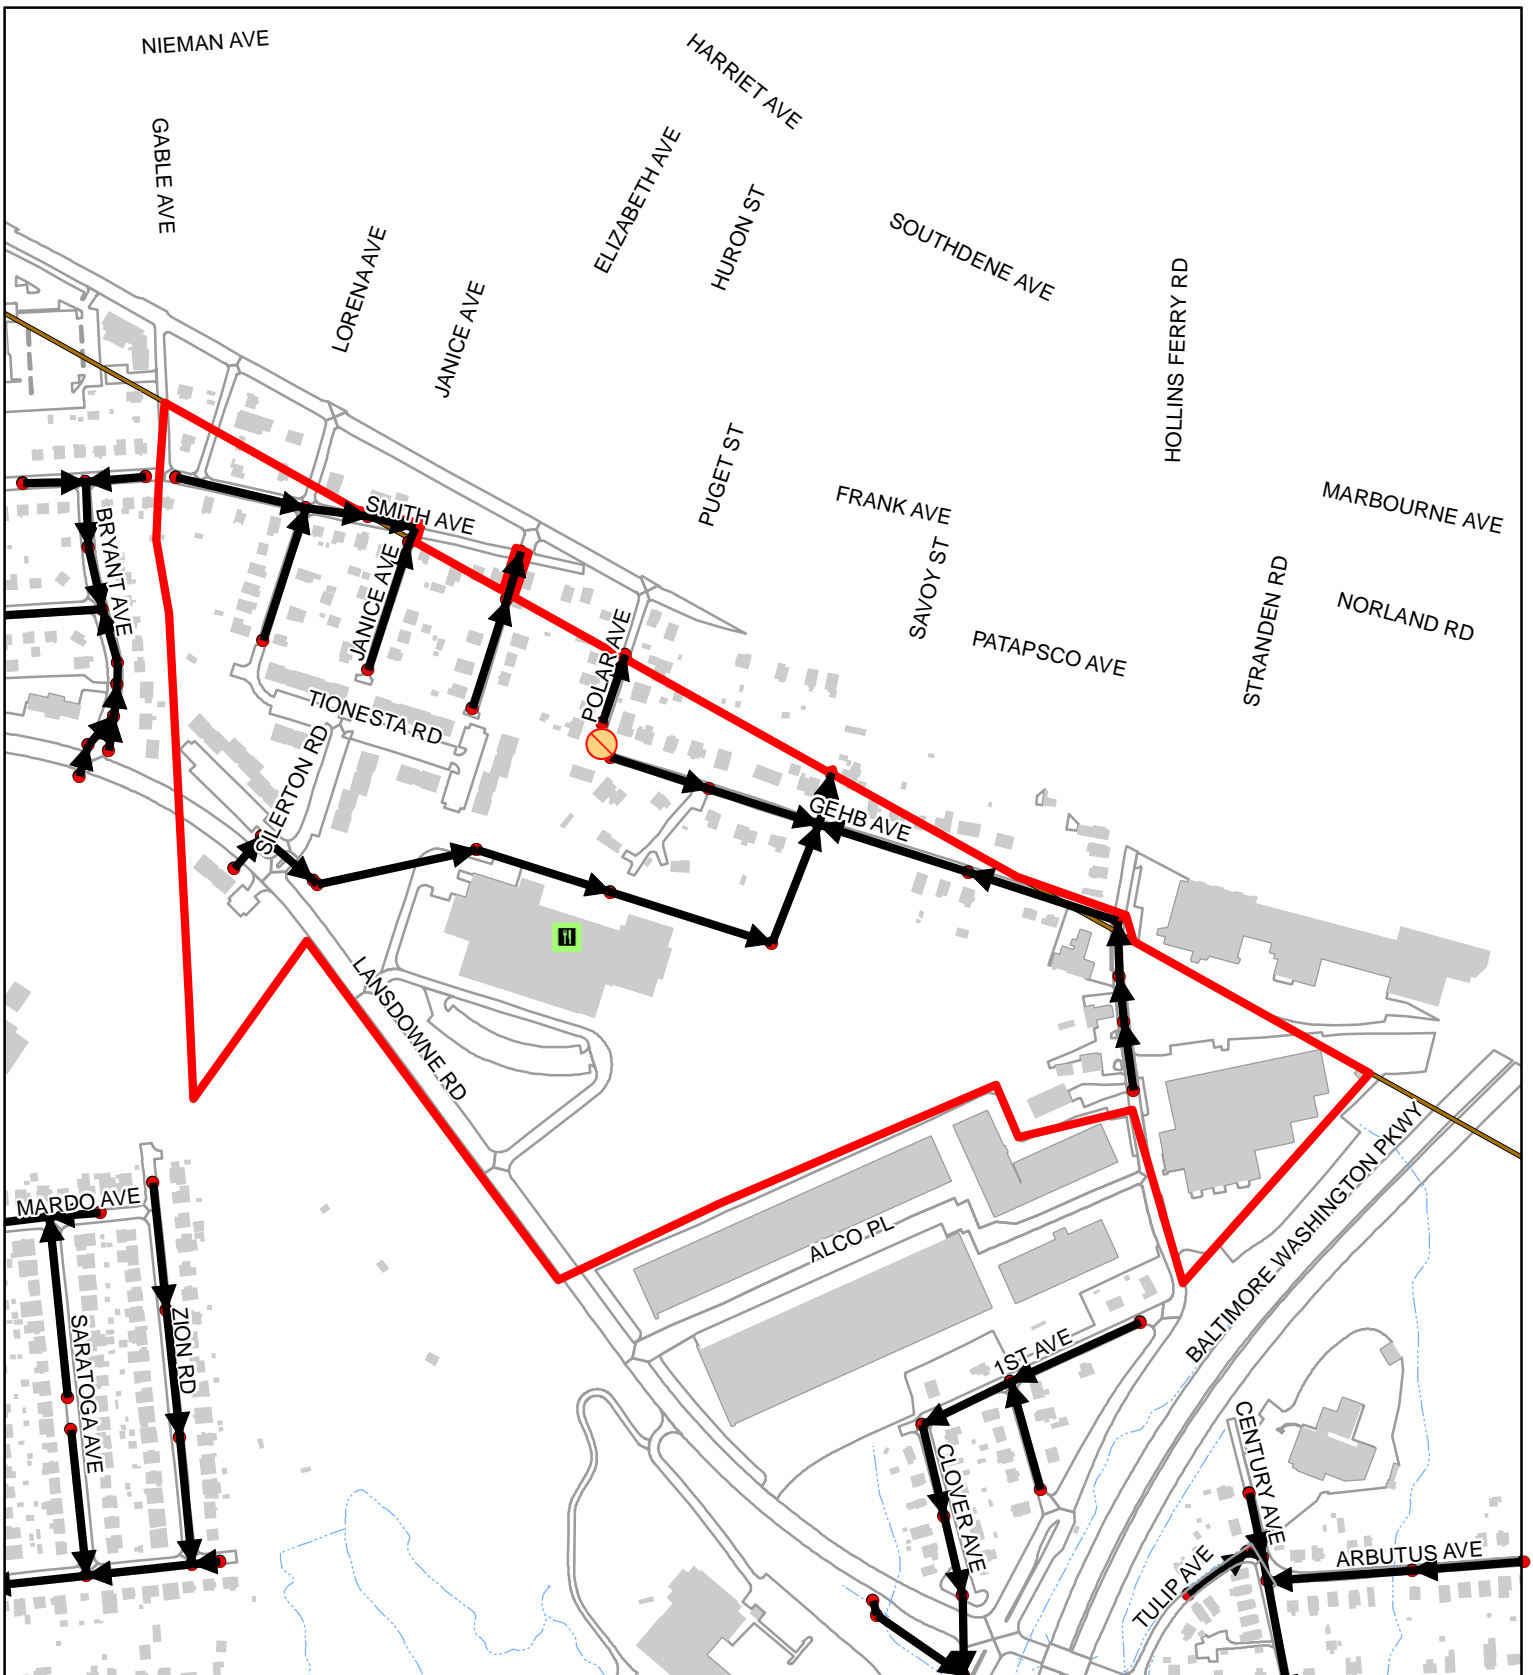 NIEMAN AVE
HARRIET AVE
GABLE AVE
ELIZABETH AVE
HURON ST
LORENA AVE
JANICE AVE
SOUTHDENE AVE
HOLLINS FERRY RD
PUGET ST
FRANK AVE
MARBOURNE AVE
SMITH AVE
BRYANT AVE
JANICE AVE
SAVOY ST
STRANDEN RD
NORLAND RD
POLAR AVE
PATAPSCO AVE
TIONESTA RD
SILERTON RD
GEHB AVE
LANSDOWNE RD
BALTIMORE WASHINGTON PKWY
MARDO AVE
ALCO PL
SARATOGA AVE
ZION RD
1ST AVE
CLOVER AVE
CENTURY AVE
TULIP AVE
ARBUTUS AVE